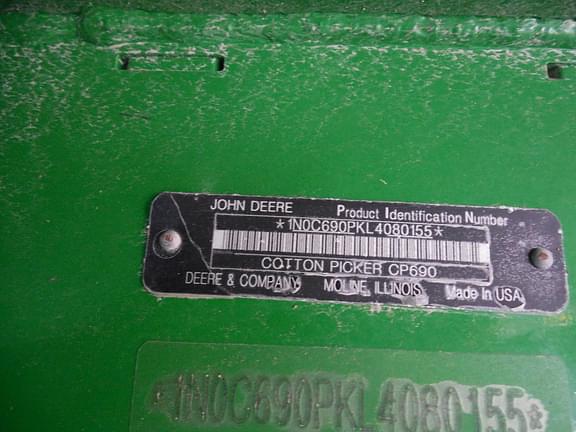 JOHN DEERE Product Identification Number
*1N0C690PKL4080155*
COTTON PICKER CP690
DEERE & COMPANY MOLINE, ILLINOIS Made In USA
*1N0C690PKL4080155*